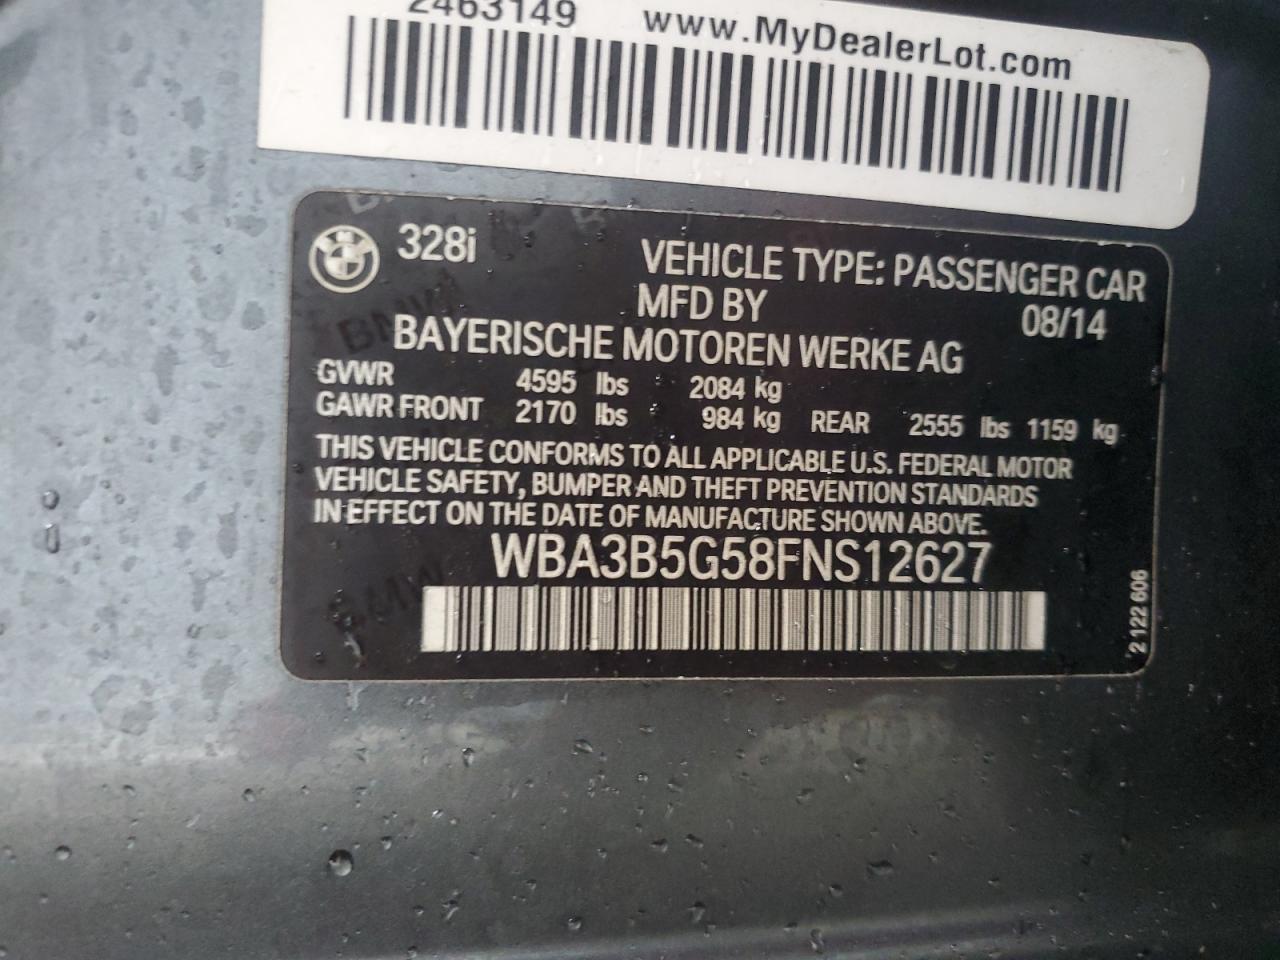 2463149 www.MyDealerLot.com
328i VEHICLE TYPE: PASSENGER CAR
MFD BY 08/14
BAYERISCHE MOTOREN WERKE AG
GVWR 4595 lbs 2084 kg
GAWR FRONT 2170 lbs 984 kg REAR 2555 lbs 1159 kg
THIS VEHICLE CONFORMS TO ALL APPLICABLE U.S. FEDERAL MOTOR
VEHICLE SAFETY, BUMPER AND THEFT PREVENTION STANDARDS
IN EFFECT ON THE DATE OF MANUFACTURE SHOWN ABOVE.
WBA3B5G58FNS12627
2 122 606
BMW
BMW
BMW